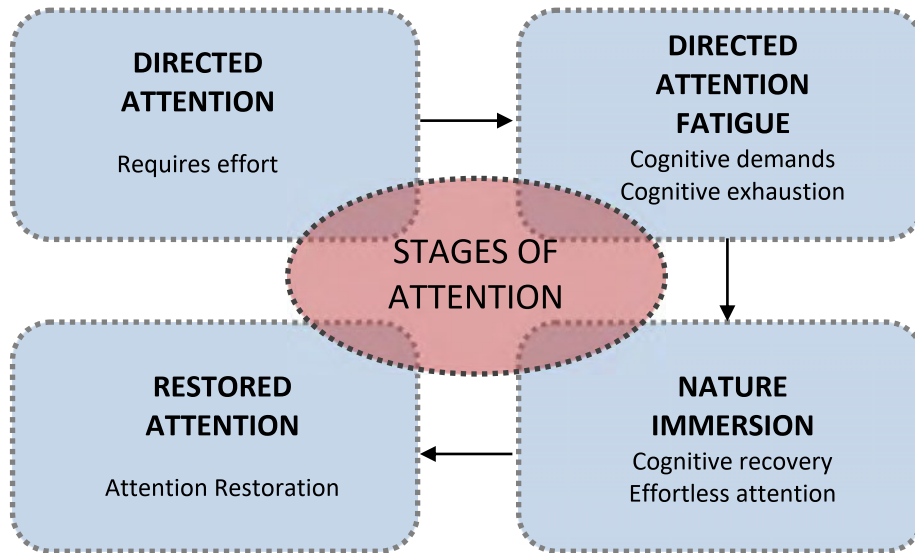 DIRECTED
ATTENTION
Requires effort
DIRECTED
ATTENTION
FATIGUE
Cognitive demands
Cognitive exhaustion
STAGES OF
ATTENTION
RESTORED
ATTENTION
Attention Restoration
NATURE
IMMERSION
Cognitive recovery
Effortless attention